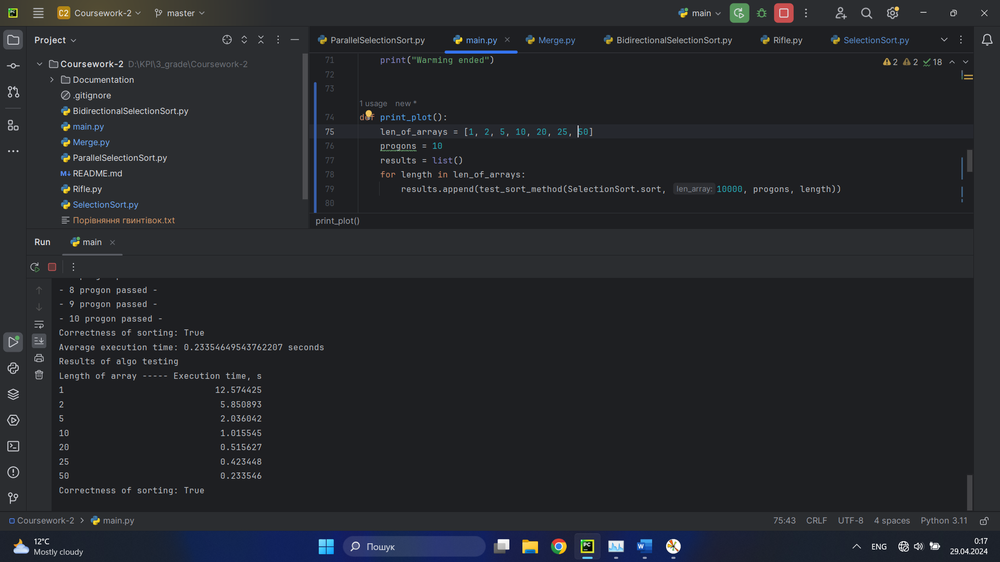 C2 Coursework-2
master
main
Project
Coursework-2 D:\KPI\3_grade\Coursework-2
Documentation
.gitignore
BidirectionalSelectionSort.py
main.py
Merge.py
ParallelSelectionSort.py
README.md
Rifle.py
SelectionSort.py
Порівняння гвинтівок.txt
ParallelSelectionSort.py main.py Merge.py BidirectionalSelectionSort.py Rifle.py SelectionSort.py
2 2 18
71 print("Warming ended")
72
73
1 usage new *
74 def print_plot():
75 len_of_arrays = [1, 2, 5, 10, 20, 25, 50]
76 progons = 10
77 results = list()
78 for length in len_of_arrays:
79 results.append(test_sort_method(SelectionSort.sort, len_array: 10000, progons, length))
80
print_plot()
Run main
- 8 progon passed -
- 9 progon passed -
- 10 progon passed -
Correctness of sorting: True
Average execution time: 0.23354649543762207 seconds
Results of algo testing
Length of array ----- Execution time, s
1 12.574425
2 5.850893
5 2.036042
10 1.015545
20 0.515627
25 0.423448
50 0.233546
Correctness of sorting: True
Coursework-2 > main.py
75:43 CRLF UTF-8 4 spaces Python 3.11
12°C
Mostly cloudy
Пошук
ENG
0:17
29.04.2024